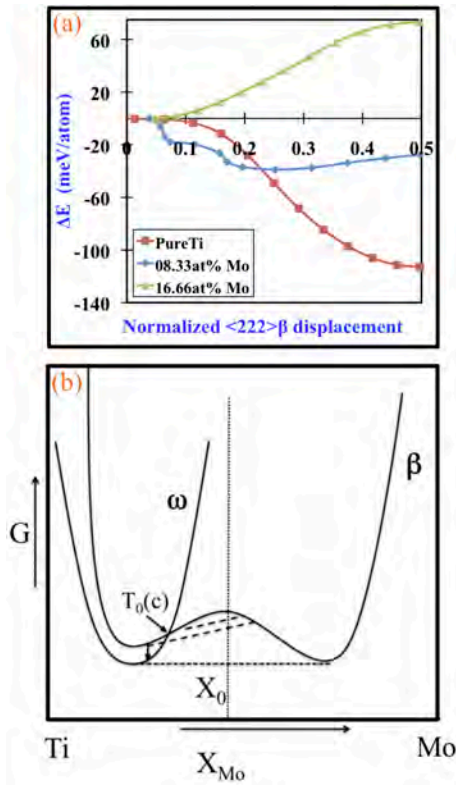 (a)
60
20
0 0.1 0.2 0.3 0.4 0.5
-20
-60
-100
-140
ΔE (meV/atom)
PureTi
08.33at% Mo
16.66at% Mo
Normalized <222>β displacement
(b)
ω
β
G
T₀(c)
X₀
Ti
Mo
X_Mo